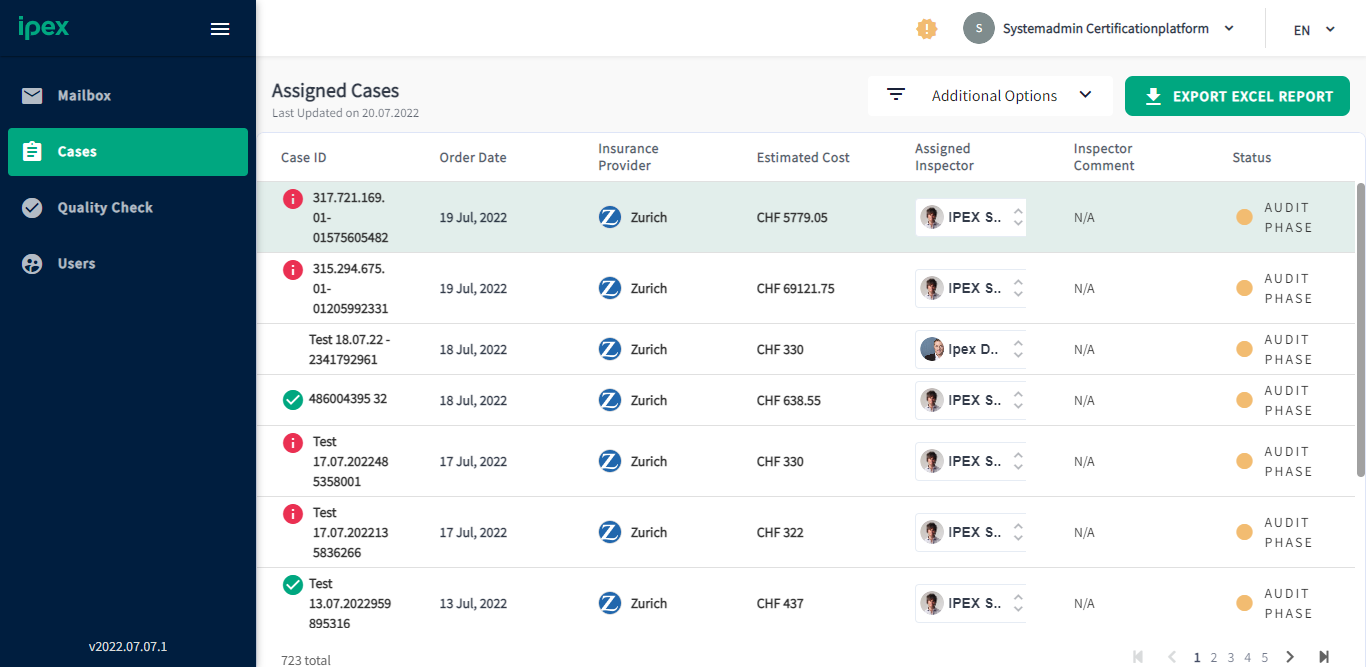 ipex
S
Systemadmin Certificationplatform
EN
Mailbox
Cases
Quality Check
Users
v2022.07.07.1
Assigned Cases
Last Updated on 20.07.2022
Additional Options
EXPORT EXCEL REPORT
Case ID
Order Date
Insurance
Provider
Estimated Cost
Assigned
Inspector
Inspector
Comment
Status
317.721.169.
01-
01575605482
19 Jul, 2022
Zurich
CHF 5779.05
IPEX S..
N/A
AUDIT
PHASE
315.294.675.
01-
01205992331
19 Jul, 2022
Zurich
CHF 69121.75
IPEX S..
N/A
AUDIT
PHASE
Test 18.07.22 -
2341792961
18 Jul, 2022
Zurich
CHF 330
Ipex D..
N/A
AUDIT
PHASE
486004395 32
18 Jul, 2022
Zurich
CHF 638.55
IPEX S..
N/A
AUDIT
PHASE
Test
17.07.202248
5358001
17 Jul, 2022
Zurich
CHF 330
IPEX S..
N/A
AUDIT
PHASE
Test
17.07.202213
5836266
17 Jul, 2022
Zurich
CHF 322
IPEX S..
N/A
AUDIT
PHASE
Test
13.07.2022959
895316
13 Jul, 2022
Zurich
CHF 437
IPEX S..
N/A
AUDIT
PHASE
723 total
1 2 3 4 5